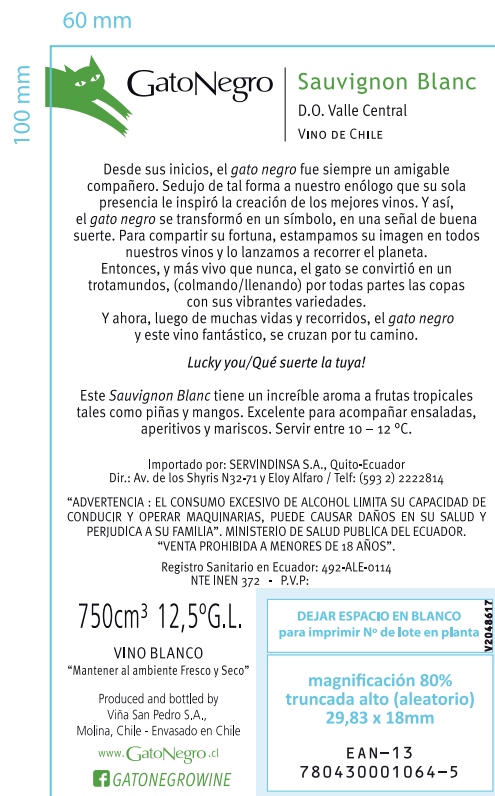 60 mm
100 mm
GatoNegro
Sauvignon Blanc
D.O. Valle Central
VINO DE CHILE
Desde sus inicios, el gato negro fue siempre un amigable
compañero. Sedujo de tal forma a nuestro enólogo que su sola
presencia le inspiró la creación de los mejores vinos. Y así,
el gato negro se transformó en un símbolo, en una señal de buena
suerte. Para compartir su fortuna, estampamos su imagen en todos
nuestros vinos y lo lanzamos a recorrer el planeta.
Entonces, y más vivo que nunca, el gato se convirtió en un
trotamundos, (colmando/llenando) por todas partes las copas
con sus vibrantes variedades.
Y ahora, luego de muchas vidas y recorridos, el gato negro
y este vino fantástico, se cruzan por tu camino.
Lucky you/Qué suerte la tuya!
Este Sauvignon Blanc tiene un increíble aroma a frutas tropicales
tales como piñas y mangos. Excelente para acompañar ensaladas,
aperitivos y mariscos. Servir entre 10 – 12 °C.
Importado por: SERVINDINSA S.A., Quito-Ecuador
Dir.: Av. de los Shyris N32-71 y Eloy Alfaro / Telf: (593 2) 2222814
“ADVERTENCIA : EL CONSUMO EXCESIVO DE ALCOHOL LIMITA SU CAPACIDAD DE
CONDUCIR Y OPERAR MAQUINARIAS, PUEDE CAUSAR DAÑOS EN SU SALUD Y
PERJUDICA A SU FAMILIA”. MINISTERIO DE SALUD PUBLICA DEL ECUADOR.
“VENTA PROHIBIDA A MENORES DE 18 AÑOS”.
Registro Sanitario en Ecuador: 492-ALE-0114
NTE INEN 372 - P.V.P:
750cm³ 12,5ºG.L.
VINO BLANCO
“Mantener al ambiente Fresco y Seco”
Produced and bottled by
Viña San Pedro S.A.,
Molina, Chile - Envasado en Chile
www.GatoNegro.cl
GATONEGROWINE
DEJAR ESPACIO EN BLANCO
para imprimir Nº de lote en planta
V2048617
magnificación 80%
truncada alto (aleatorio)
29,83 x 18mm
EAN-13
780430001064-5